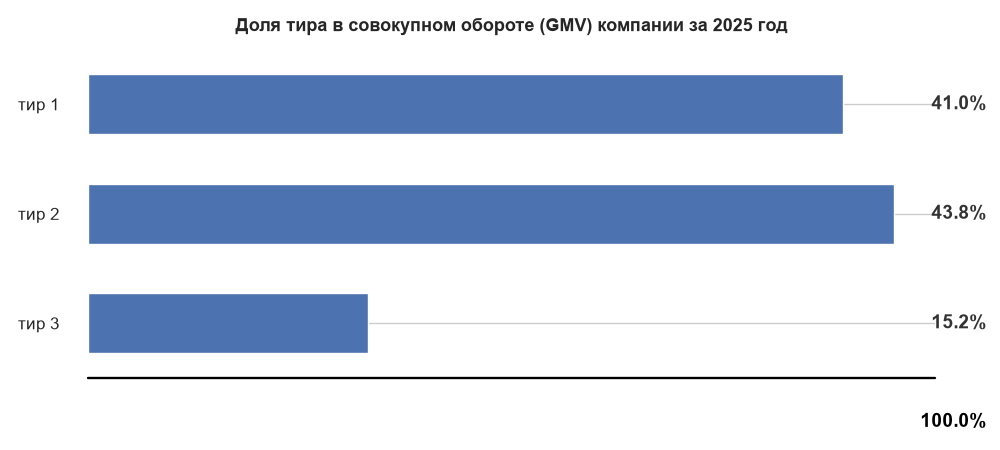 Доля тира в совокупном обороте (GMV) компании за 2025 год
тир 1 41.0%
тир 2 43.8%
тир 3 15.2%
100.0%